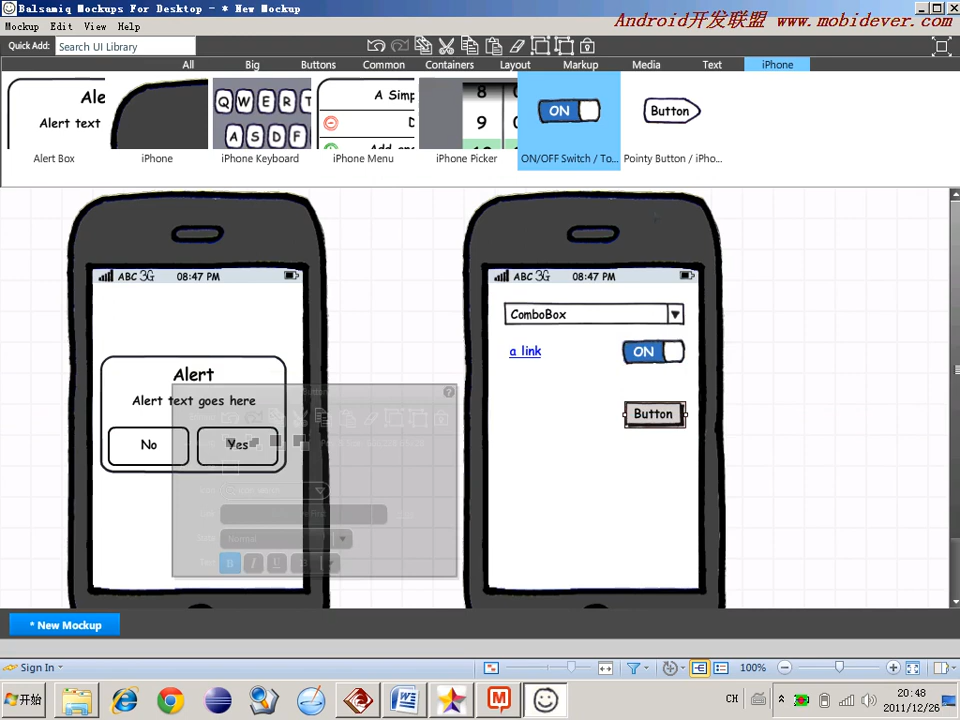 Balsamiq Mockups For Desktop - * New Mockup
Mockup Edit View Help
Android开发联盟 www.mobidever.com
Quick Add: Search UI Library
All Big Buttons Common Containers Layout Markup Media Text iPhone
Ale
Alert text
Q W E R T
A S D F
A Simp
8
9
ON
Button
Alert Box iPhone iPhone Keyboard iPhone Menu iPhone Picker ON/OFF Switch / To... Pointy Button / iPho...
ABC 3G 08:47 PM
Alert
Alert text goes here
No Yes
Button
Normal
B I U
ABC 3G 08:47 PM
ComboBox
a link ON
Button
* New Mockup
Sign In
100%
开始
CH
20:48
2011/12/26